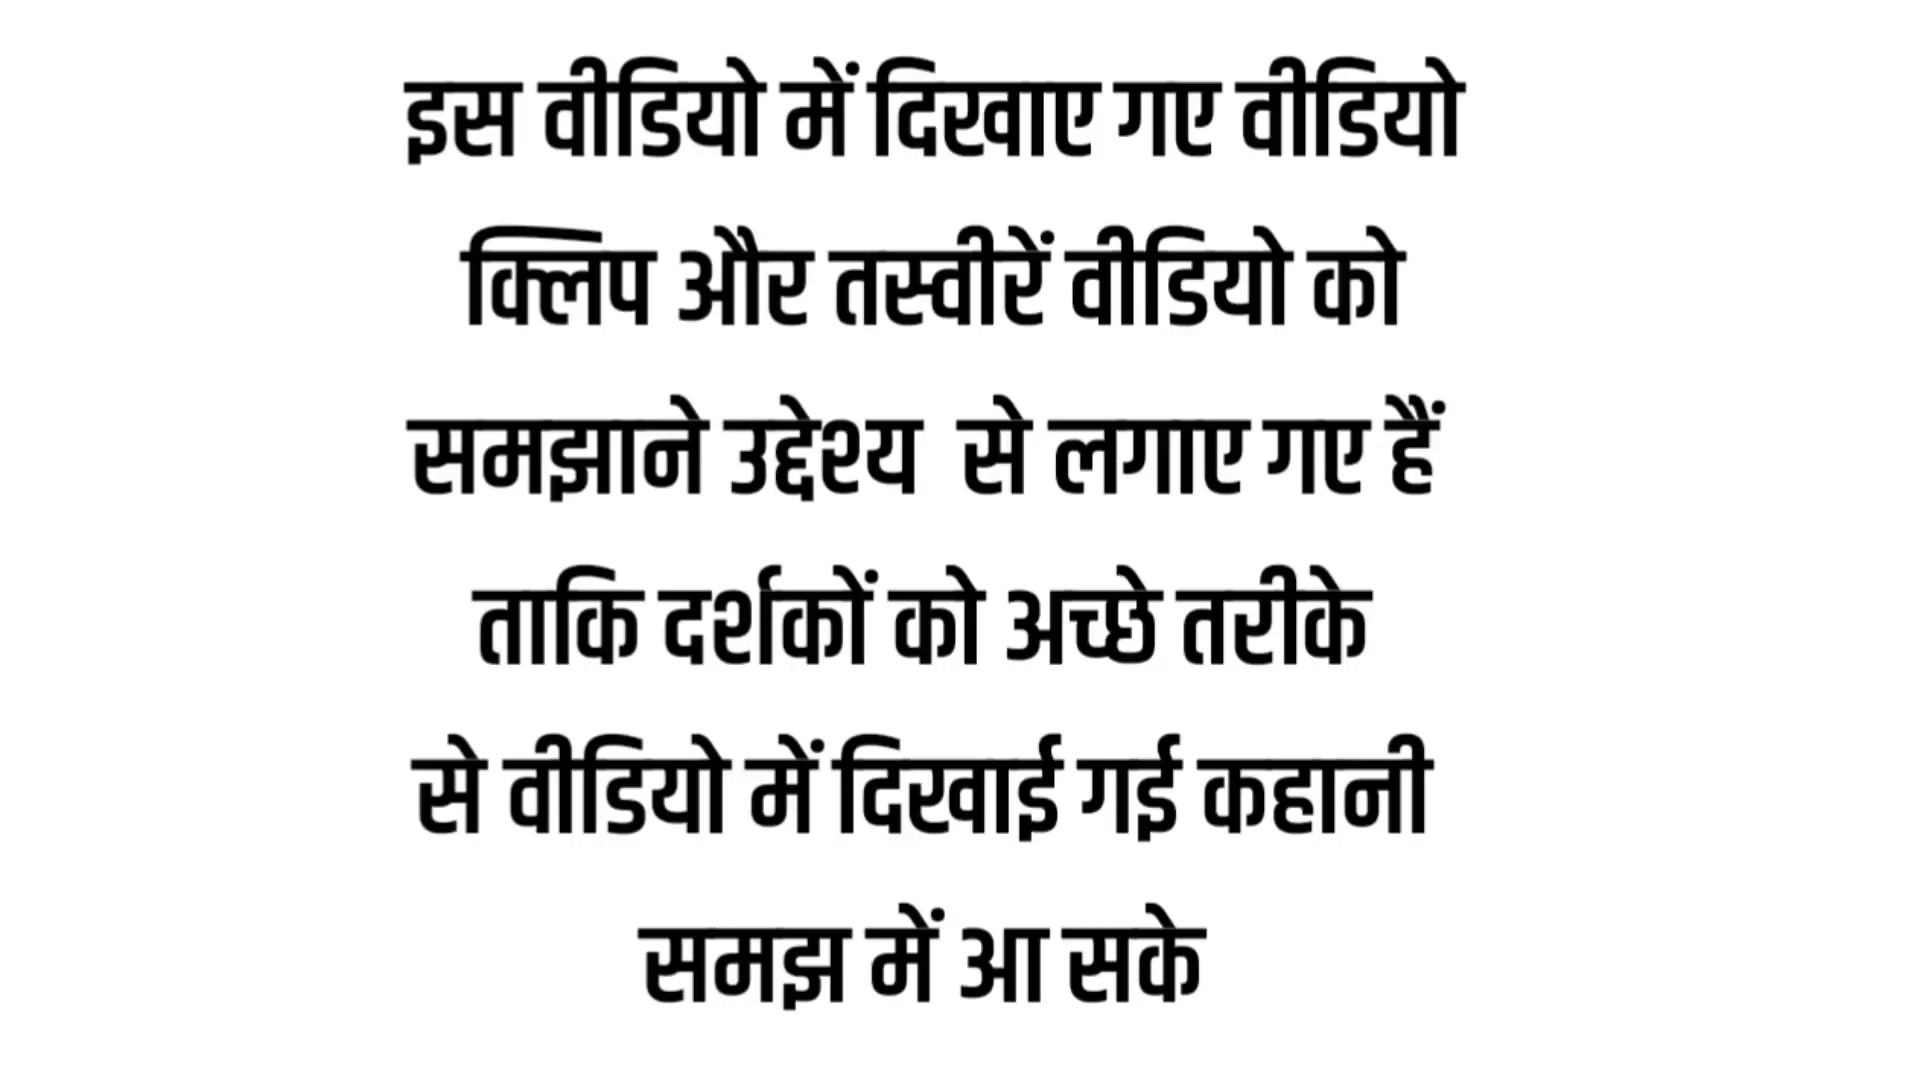 इस वीडियो में दिखाए गए वीडियो
क्लिप और तस्वीरें वीडियो को
समझाने उद्देश्य  से लगाए गए हैं
ताकि दर्शकों को अच्छे तरीके
से वीडियो में दिखाई गई कहानी
समझ में आ सके